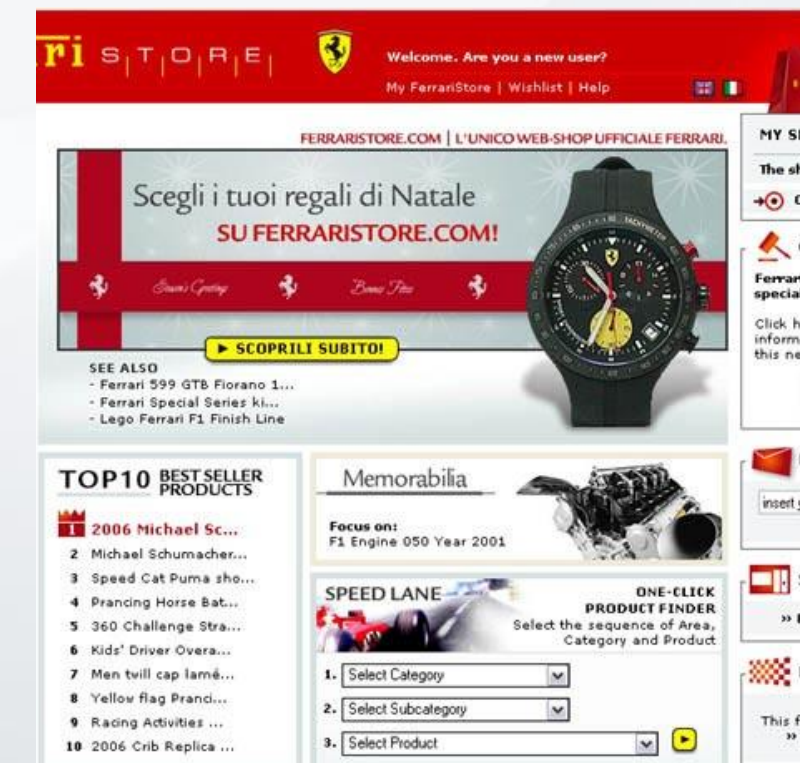 ri STORE
Welcome. Are you a new user?
My FerrariStore | Wishlist | Help
FERRARISTORE.COM | L'UNICO WEB-SHOP UFFICIALE FERRARI.
Scegli i tuoi regali di Natale
SU FERRARISTORE.COM!
Season's Greeting
Bonnes Fêtes
TACHYMETER
► SCOPRILI SUBITO!
SEE ALSO
- Ferrari 599 GTB Fiorano 1...
- Ferrari Special Series ki...
- Lego Ferrari F1 Finish Line
TOP10 BEST SELLER
PRODUCTS
1 2006 Michael Sc...
2 Michael Schumacher...
3 Speed Cat Puma sho...
4 Prancing Horse Bat...
5 360 Challenge Stra...
6 Kids' Driver Overa...
7 Men twill cap lamé...
8 Yellow flag Pranci...
9 Racing Activities ...
10 2006 Crib Replica ...
Memorabilia
Focus on:
F1 Engine 050 Year 2001
SPEED LANE
ONE-CLICK
PRODUCT FINDER
Select the sequence of Area,
Category and Product
1. Select Category
2. Select Subcategory
3. Select Product
MY S
The sh
Ferrar
specia
Click h
inform
this ne
insert
This f